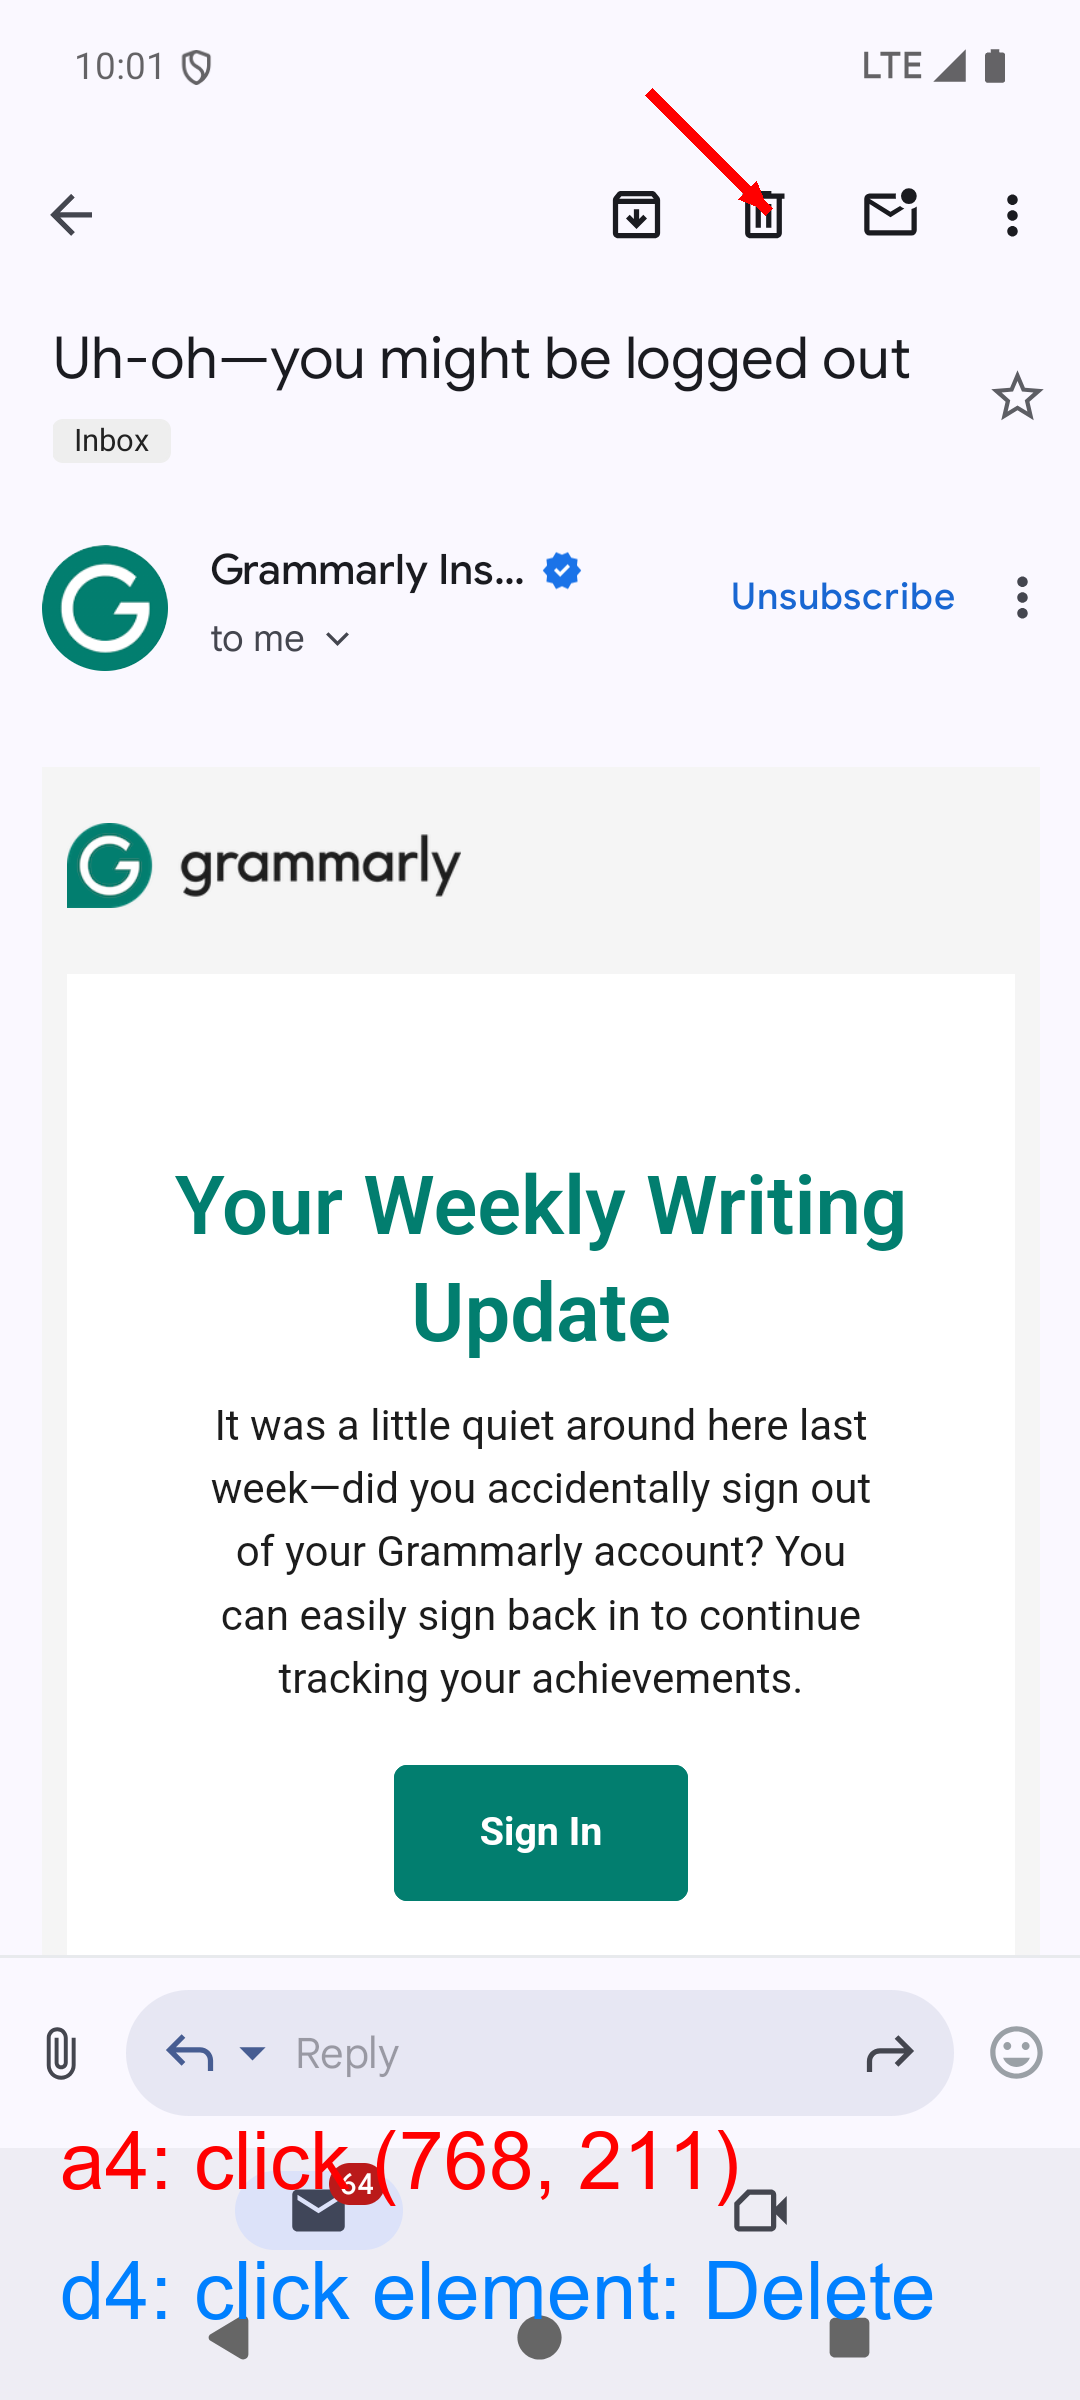 10:01
LTE
Uh-oh—you might be logged out
Inbox
Grammarly Ins...
Unsubscribe
to me
grammarly
Your Weekly Writing
Update
It was a little quiet around here last
week—did you accidentally sign out
of your Grammarly account? You
can easily sign back in to continue
tracking your achievements.
Sign In
Reply
a4: click (768, 211)
64
d4: click element: Delete